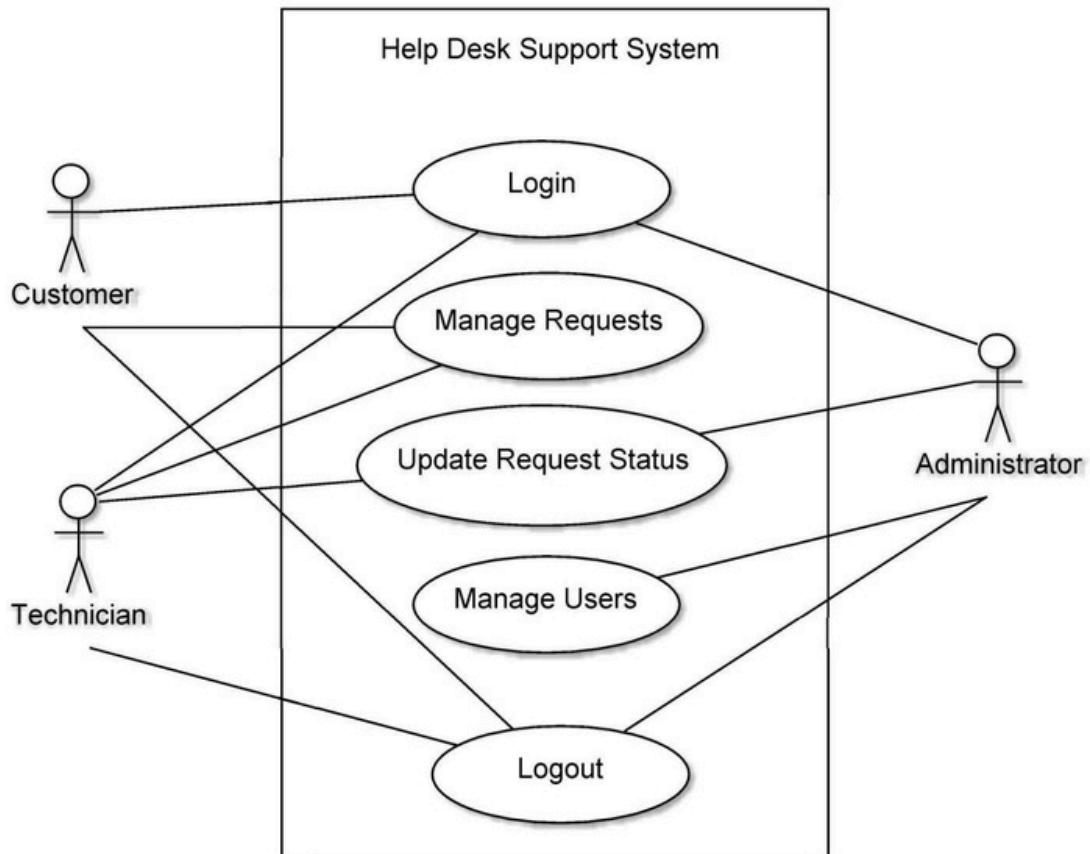 Help Desk Support System
Login
Customer
Manage Requests
Update Request Status
Administrator
Manage Users
Technician
Logout